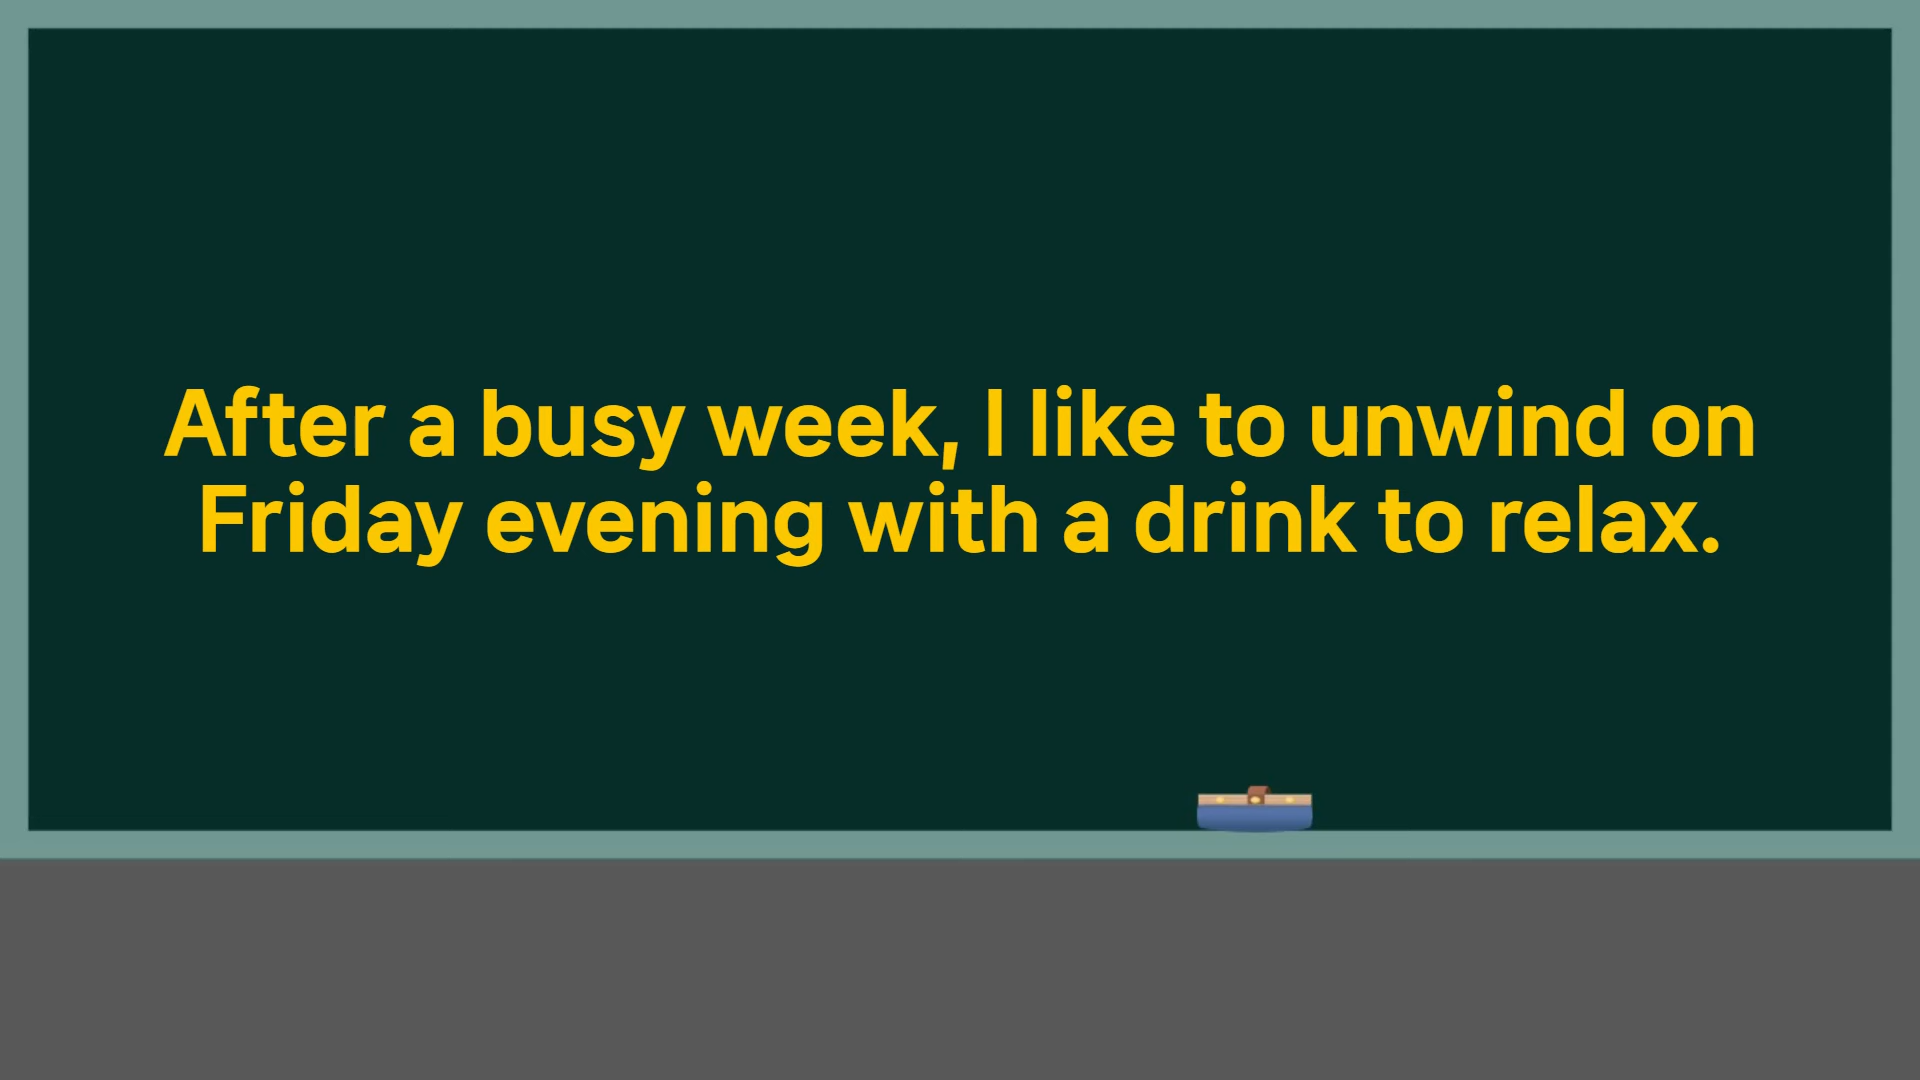 After a busy week, I like to unwind on
Friday evening with a drink to relax.